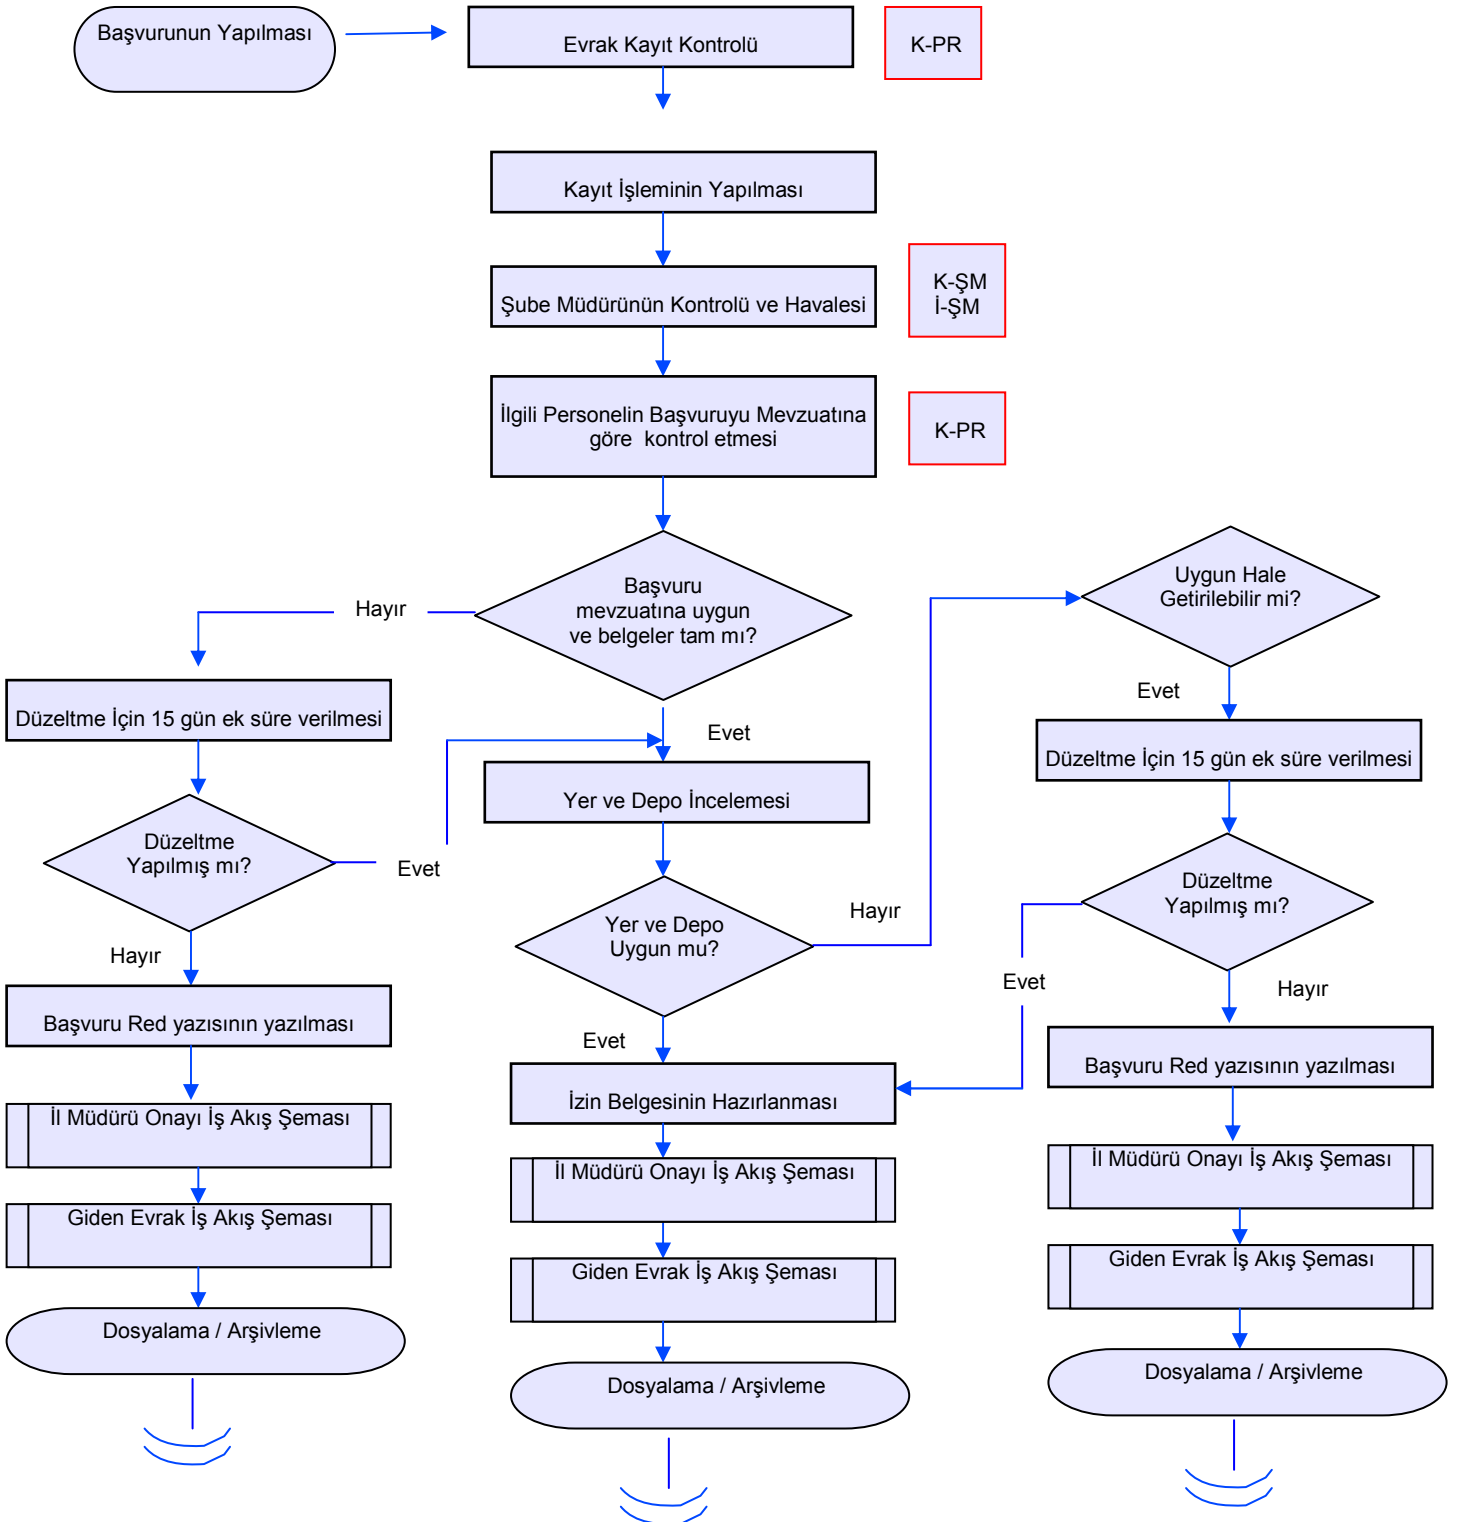 Başvurunun Yapılması
Evrak Kayıt Kontrolü
K-PR
Kayıt İşleminin Yapılması
Şube Müdürünün Kontrolü ve Havalesi
K-ŞM
İ-ŞM
İlgili Personelin Başvuruyu Mevzuatına
göre kontrol etmesi
K-PR
Başvuru
mevzuatına uygun
ve belgeler tam mı?
Hayır
Uygun Hale
Getirilebilir mi?
Evet
Düzeltme İçin 15 gün ek süre verilmesi
Evet
Düzeltme İçin 15 gün ek süre verilmesi
Yer ve Depo İncelemesi
Düzeltme
Yapılmış mı?
Evet
Düzeltme
Yapılmış mı?
Hayır
Yer ve Depo
Uygun mu?
Hayır
Evet
Hayır
Başvuru Red yazısının yazılması
Evet
Başvuru Red yazısının yazılması
İzin Belgesinin Hazırlanması
İl Müdürü Onayı İş Akış Şeması
İl Müdürü Onayı İş Akış Şeması
İl Müdürü Onayı İş Akış Şeması
Giden Evrak İş Akış Şeması
Giden Evrak İş Akış Şeması
Giden Evrak İş Akış Şeması
Dosyalama / Arşivleme
Dosyalama / Arşivleme
Dosyalama / Arşivleme